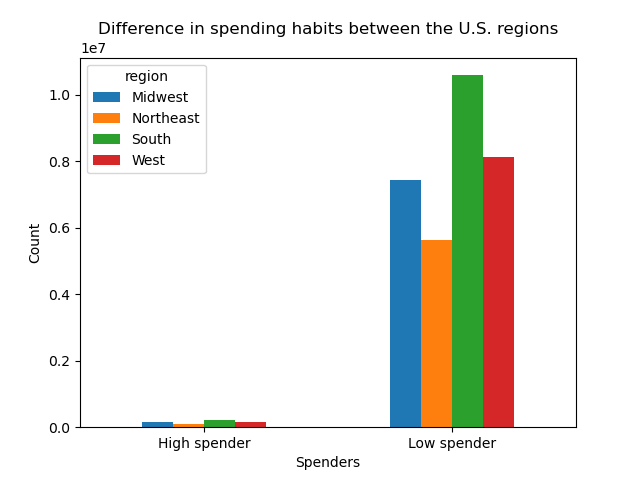 Difference in spending habits between the U.S. regions
1e7
region
Midwest
Northeast
South
West
1.0
0.8
0.6
0.4
0.2
0.0
Count
High spender
Low spender
Spenders